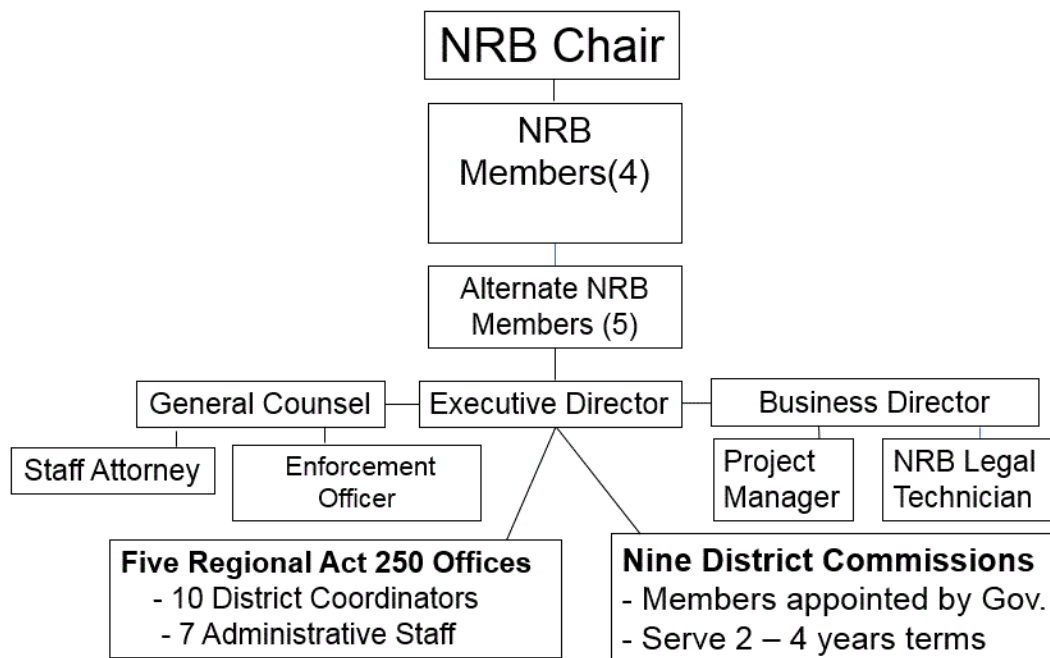 NRB Chair
NRB
Members(4)
Alternate NRB
Members (5)
General Counsel
Executive Director
Business Director
Staff Attorney
Enforcement
Officer
Project
Manager
NRB Legal
Technician
Five Regional Act 250 Offices
- 10 District Coordinators
- 7 Administrative Staff
Nine District Commissions
- Members appointed by Gov.
- Serve 2 – 4 years terms